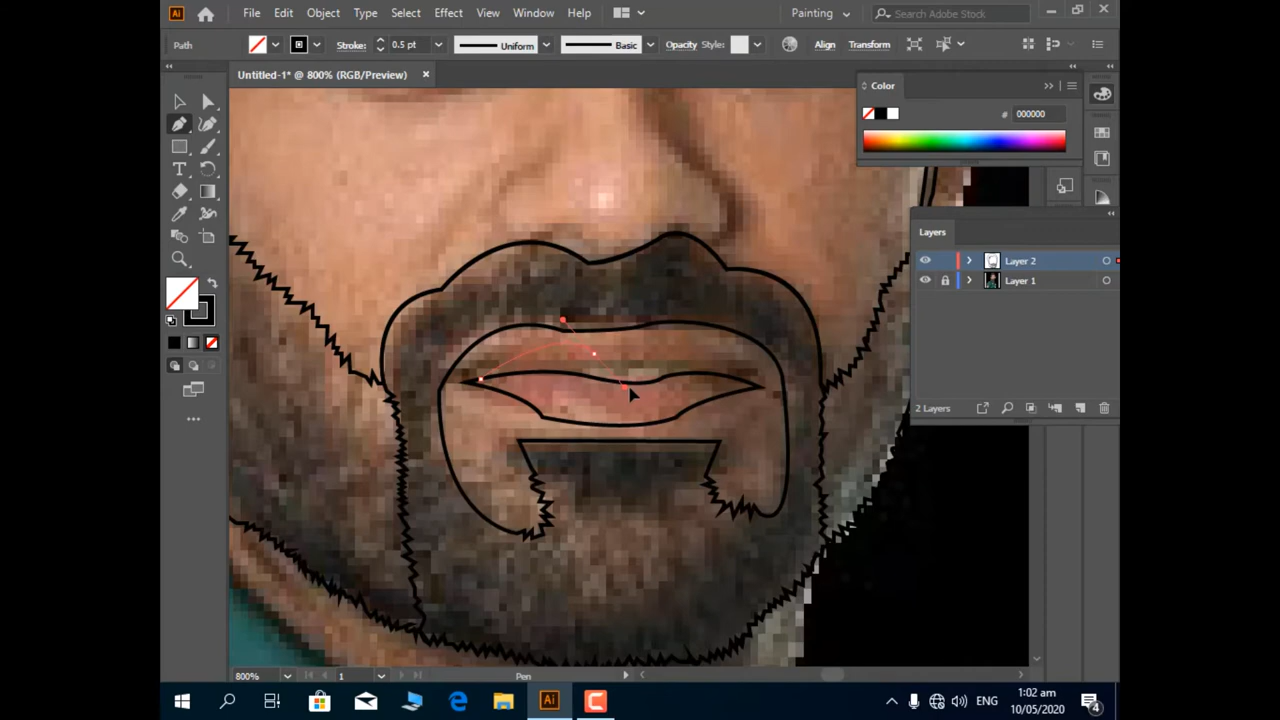 Ai File Edit Object Type Select Effect View Window Help Painting Search Adobe Stock
Path Stroke: 0.5 pt Uniform Basic Opacity Style: Align Transform
Untitled-1* @ 800% (RGB/Preview)
Color
# 000000
Layers
Layer 2
Layer 1
2 Layers
800% 1 Pen
Ai ENG 1:02 am
10/05/2020 4